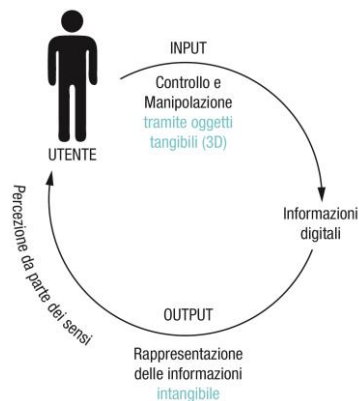 INPUT
Controllo e
Manipolazione
tramite oggetti
tangibili (3D)
UTENTE
Informazioni
digitali
Percezione da parte dei sensi
OUTPUT
Rappresentazione
delle informazioni
intangibile